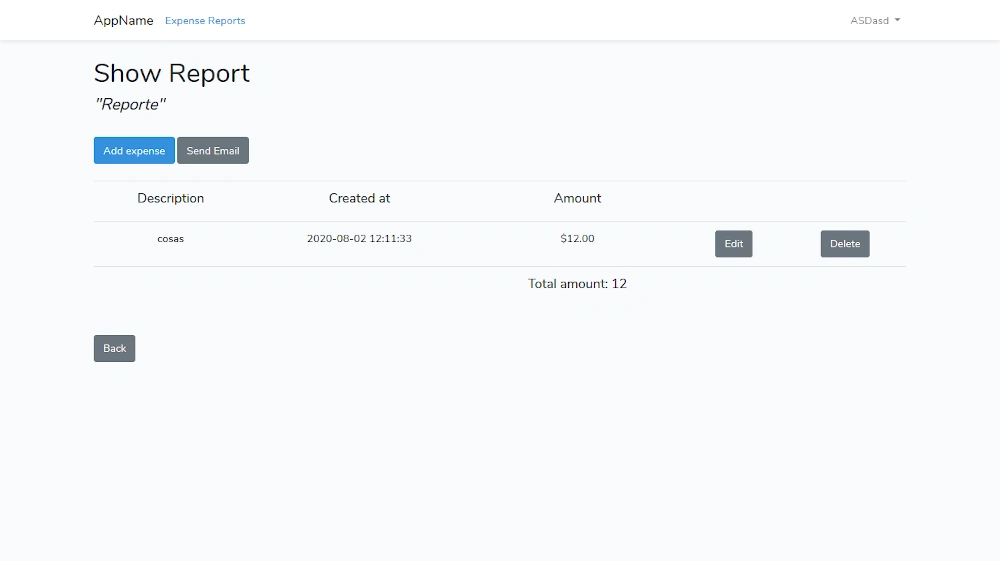 AppName Expense Reports ASDasd
Show Report
"Reporte"
Add expense Send Email
Description Created at Amount
cosas 2020-08-02 12:11:33 $12.00 Edit Delete
Total amount: 12
Back